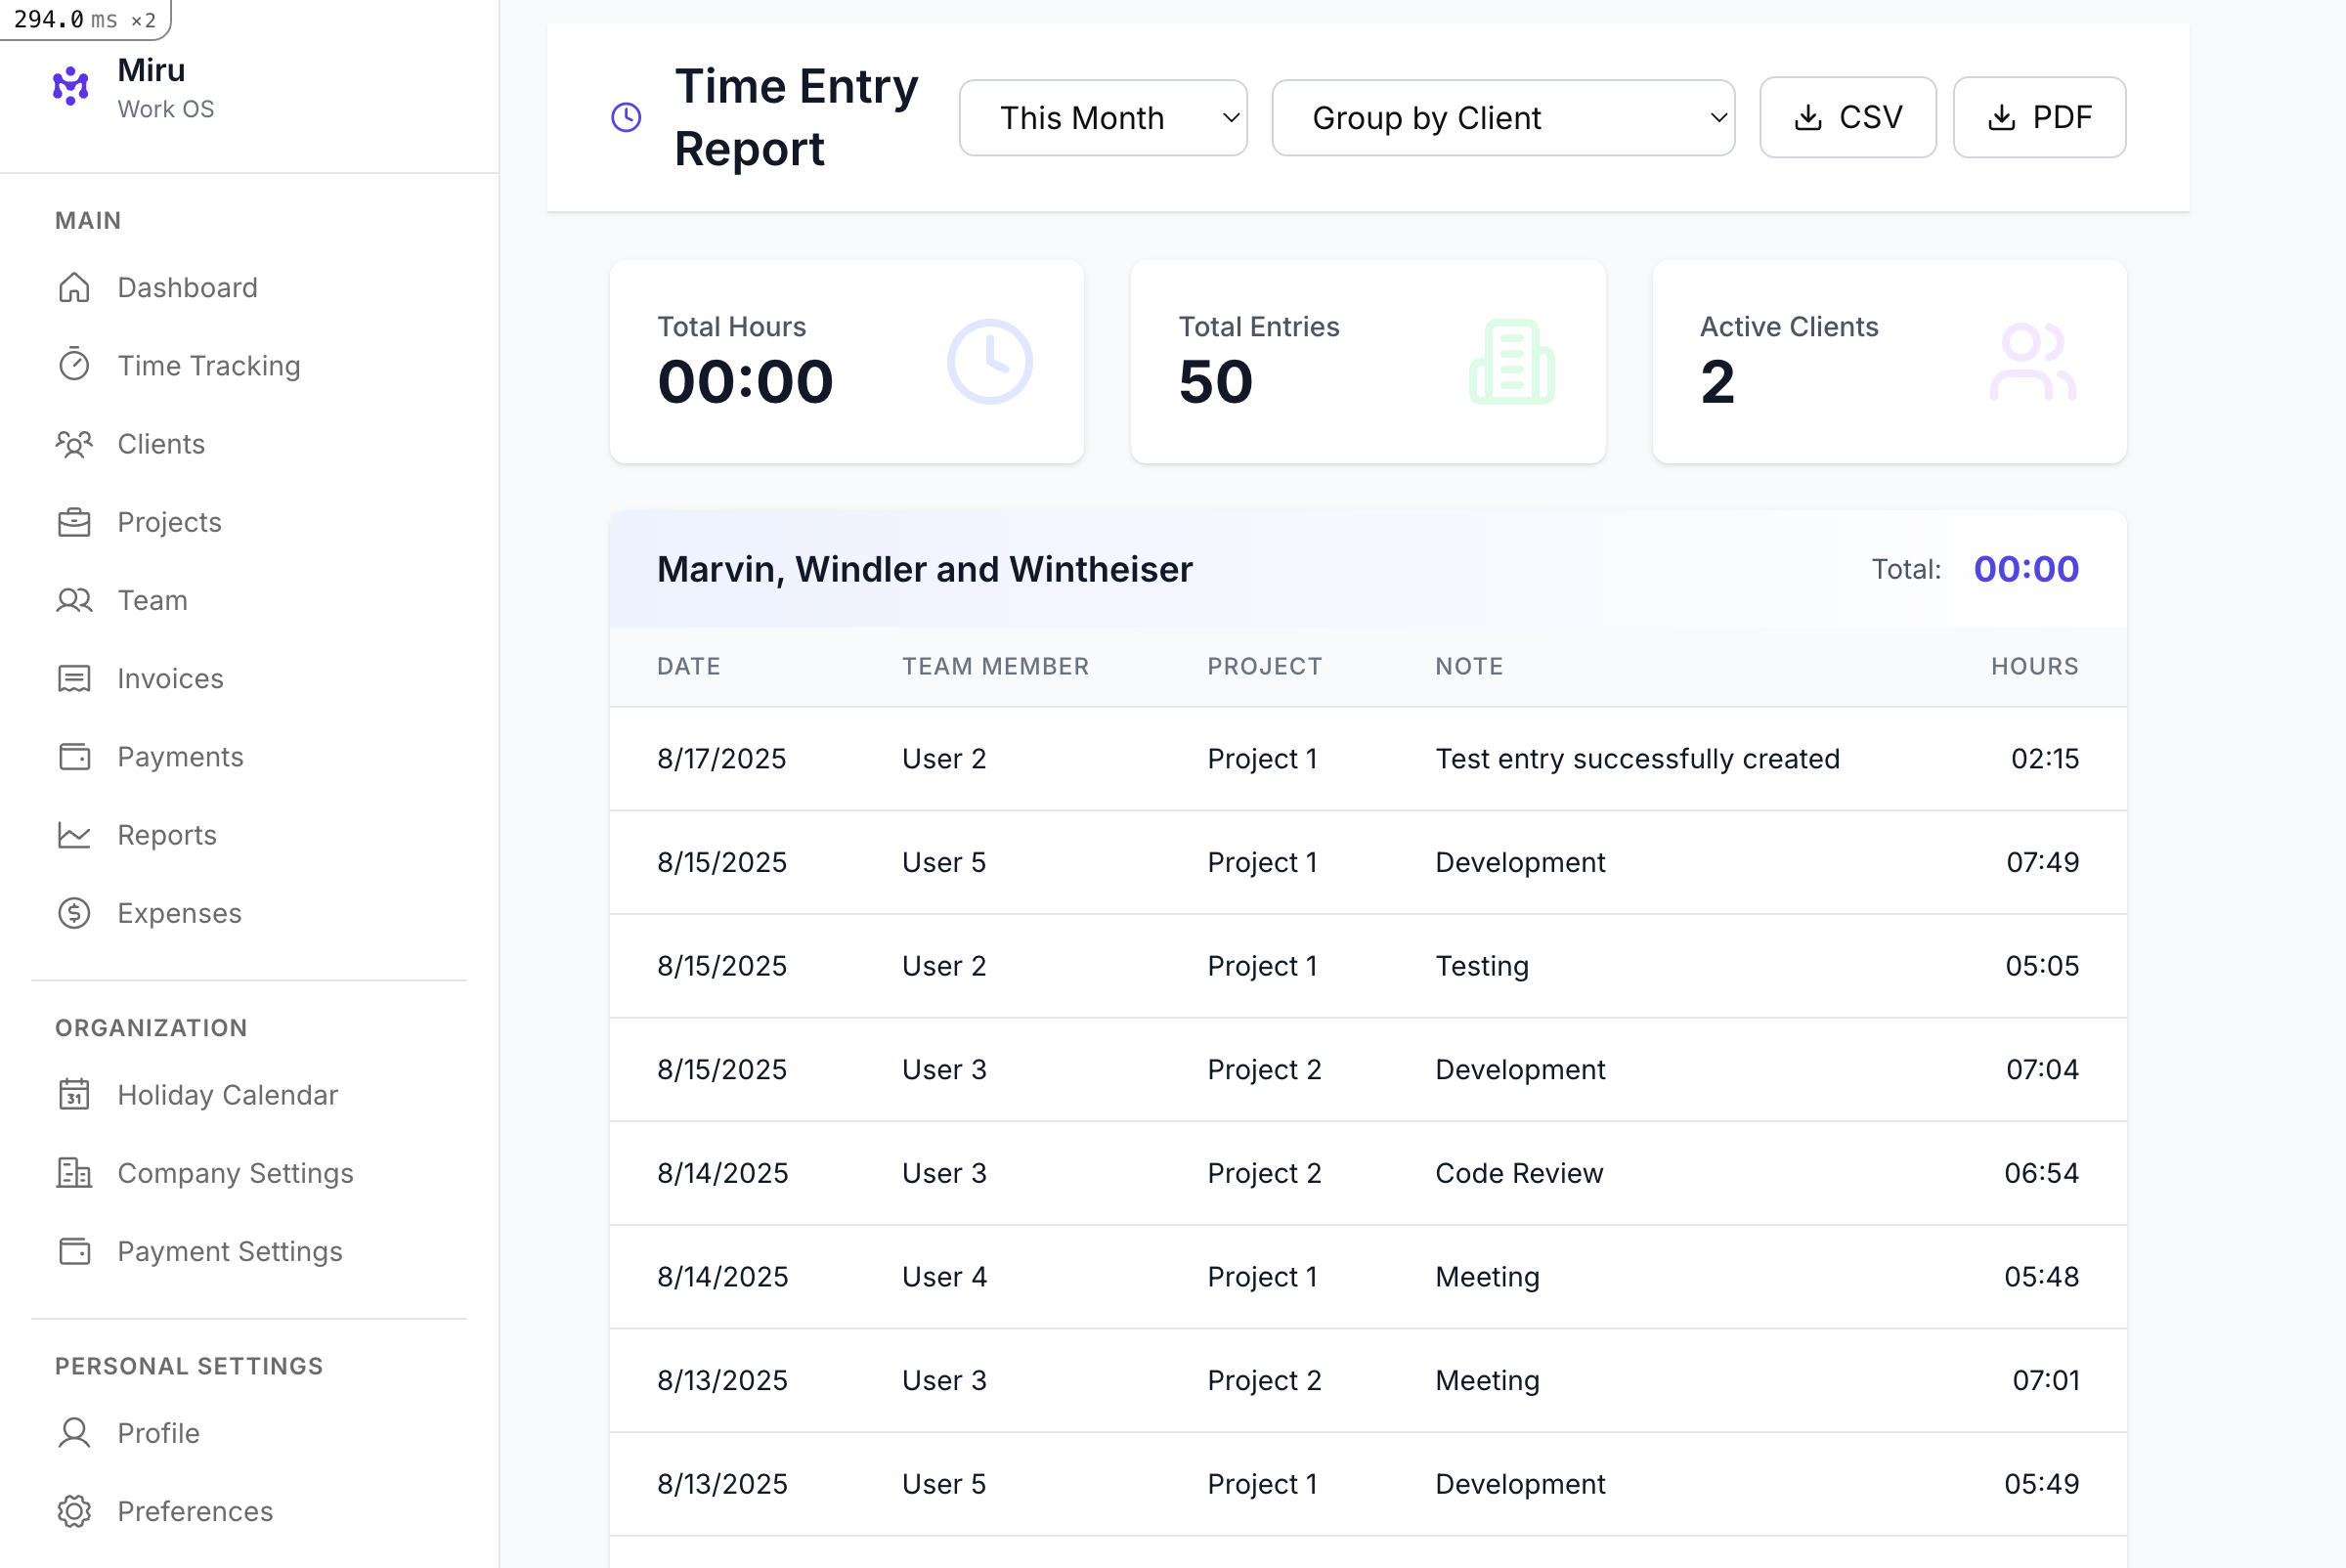 294.0 ms ×2
Miru
Work OS
MAIN
Dashboard
Time Tracking
Clients
Projects
Team
Invoices
Payments
Reports
Expenses
ORGANIZATION
31
Holiday Calendar
Company Settings
Payment Settings
PERSONAL SETTINGS
Profile
Preferences
Time Entry
Report
This Month
Group by Client
CSV
PDF
Total Hours
00:00
Total Entries
50
Active Clients
2
Marvin, Windler and Wintheiser Total: 00:00
DATE TEAM MEMBER PROJECT NOTE HOURS
8/17/2025 User 2 Project 1 Test entry successfully created 02:15
8/15/2025 User 5 Project 1 Development 07:49
8/15/2025 User 2 Project 1 Testing 05:05
8/15/2025 User 3 Project 2 Development 07:04
8/14/2025 User 3 Project 2 Code Review 06:54
8/14/2025 User 4 Project 1 Meeting 05:48
8/13/2025 User 3 Project 2 Meeting 07:01
8/13/2025 User 5 Project 1 Development 05:49